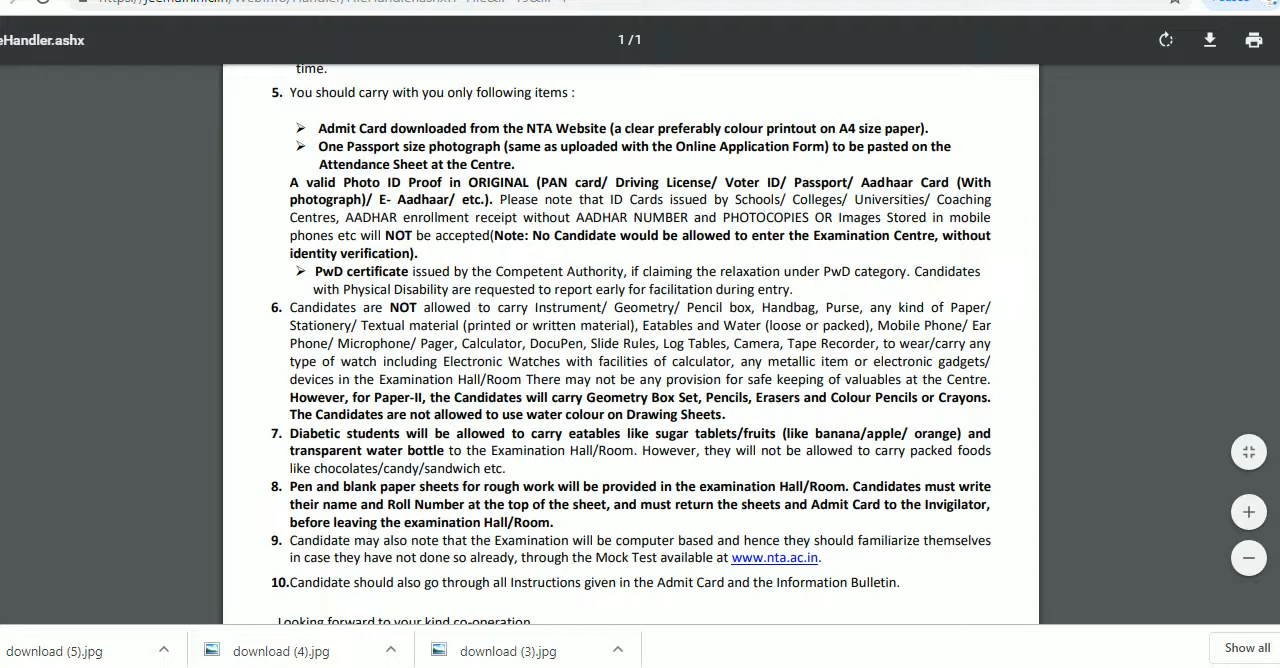 eHandler.ashx
1 / 1
time.
5. You should carry with you only following items :
➢ Admit Card downloaded from the NTA Website (a clear preferably colour printout on A4 size paper).
➢ One Passport size photograph (same as uploaded with the Online Application Form) to be pasted on the
Attendance Sheet at the Centre.
A valid Photo ID Proof in ORIGINAL (PAN card/ Driving License/ Voter ID/ Passport/ Aadhaar Card (With
photograph)/ E- Aadhaar/ etc.). Please note that ID Cards issued by Schools/ Colleges/ Universities/ Coaching
Centres, AADHAR enrollment receipt without AADHAR NUMBER and PHOTOCOPIES OR Images Stored in mobile
phones etc will NOT be accepted(Note: No Candidate would be allowed to enter the Examination Centre, without
identity verification).
➢ PwD certificate issued by the Competent Authority, if claiming the relaxation under PwD category. Candidates
with Physical Disability are requested to report early for facilitation during entry.
6. Candidates are NOT allowed to carry Instrument/ Geometry/ Pencil box, Handbag, Purse, any kind of Paper/
Stationery/ Textual material (printed or written material), Eatables and Water (loose or packed), Mobile Phone/ Ear
Phone/ Microphone/ Pager, Calculator, DocuPen, Slide Rules, Log Tables, Camera, Tape Recorder, to wear/carry any
type of watch including Electronic Watches with facilities of calculator, any metallic item or electronic gadgets/
devices in the Examination Hall/Room There may not be any provision for safe keeping of valuables at the Centre.
However, for Paper-II, the Candidates will carry Geometry Box Set, Pencils, Erasers and Colour Pencils or Crayons.
The Candidates are not allowed to use water colour on Drawing Sheets.
7. Diabetic students will be allowed to carry eatables like sugar tablets/fruits (like banana/apple/ orange) and
transparent water bottle to the Examination Hall/Room. However, they will not be allowed to carry packed foods
like chocolates/candy/sandwich etc.
8. Pen and blank paper sheets for rough work will be provided in the examination Hall/Room. Candidates must write
their name and Roll Number at the top of the sheet, and must return the sheets and Admit Card to the Invigilator,
before leaving the examination Hall/Room.
9. Candidate may also note that the Examination will be computer based and hence they should familiarize themselves
in case they have not done so already, through the Mock Test available at www.nta.ac.in.
10.Candidate should also go through all Instructions given in the Admit Card and the Information Bulletin.
Looking forward to your kind co-operation
download (5).jpg
download (4).jpg
download (3).jpg
Show all